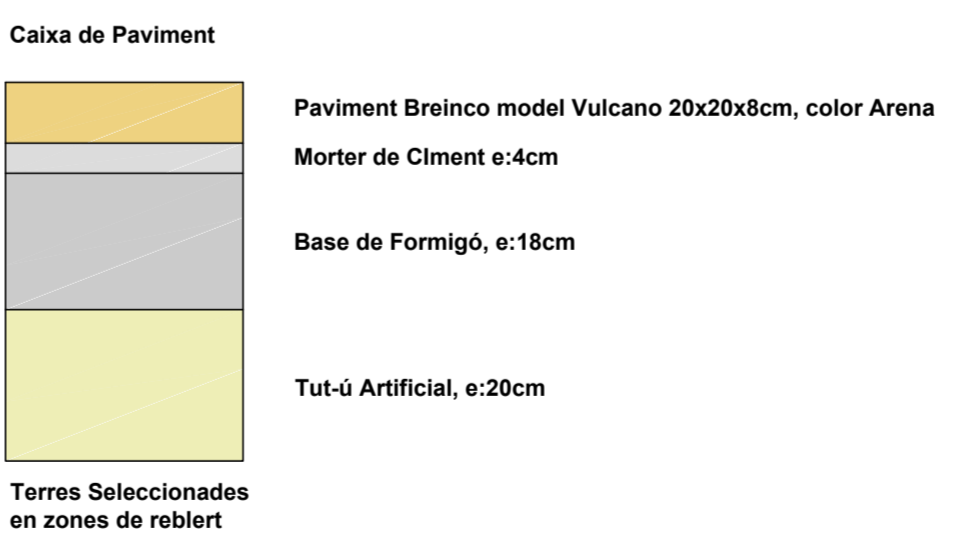 Caixa de Paviment
Paviment Breinco model Vulcano 20x20x8cm, color Arena
Morter de CIment e:4cm
Base de Formigó, e:18cm
Tut-ú Artificial, e:20cm
Terres Seleccionades
en zones de reblert